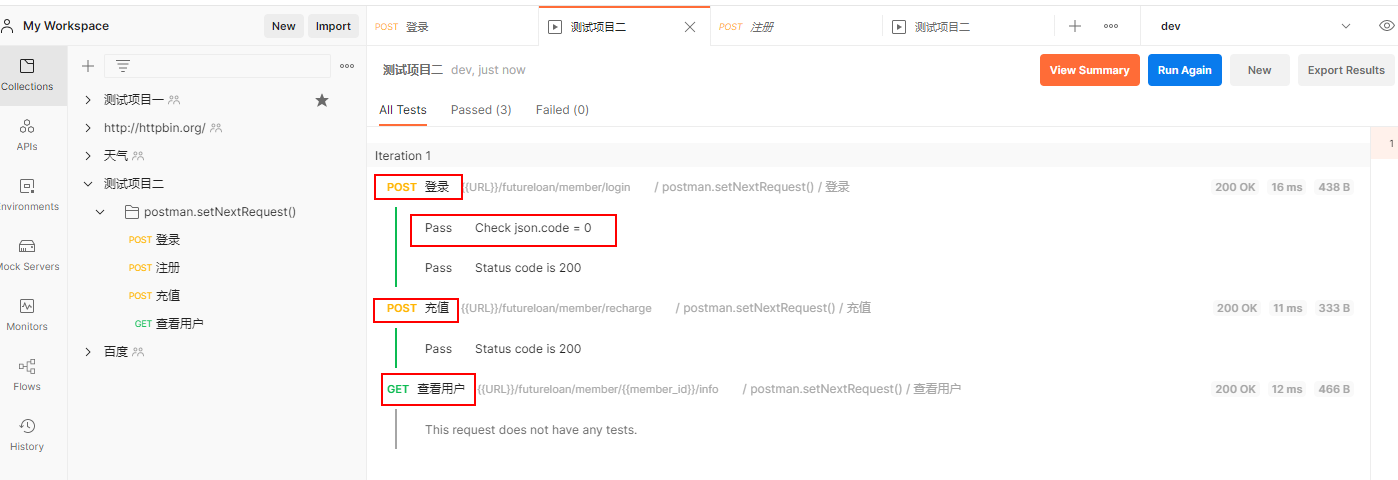 My Workspace
New
Import
POST 登录
测试项目二
POST 注册
测试项目二
dev
Collections
APIs
nvironments
Mock Servers
Monitors
Flows
History
测试项目一
http://httpbin.org/
天气
测试项目二
postman.setNextRequest()
POST 登录
POST 注册
POST 充值
GET 查看用户
百度
测试项目二 dev, just now
View Summary
Run Again
New
Export Results
All Tests
Passed (3)
Failed (0)
Iteration 1
1
POST 登录 {{URL}}/futureloan/member/login / postman.setNextRequest() / 登录 200 OK 16 ms 438 B
Pass Check json.code = 0
Pass Status code is 200
POST 充值 {{URL}}/futureloan/member/recharge / postman.setNextRequest() / 充值 200 OK 11 ms 333 B
Pass Status code is 200
GET 查看用户 {{URL}}/futureloan/member/{{member_id}}/info / postman.setNextRequest() / 查看用户 200 OK 12 ms 466 B
This request does not have any tests.